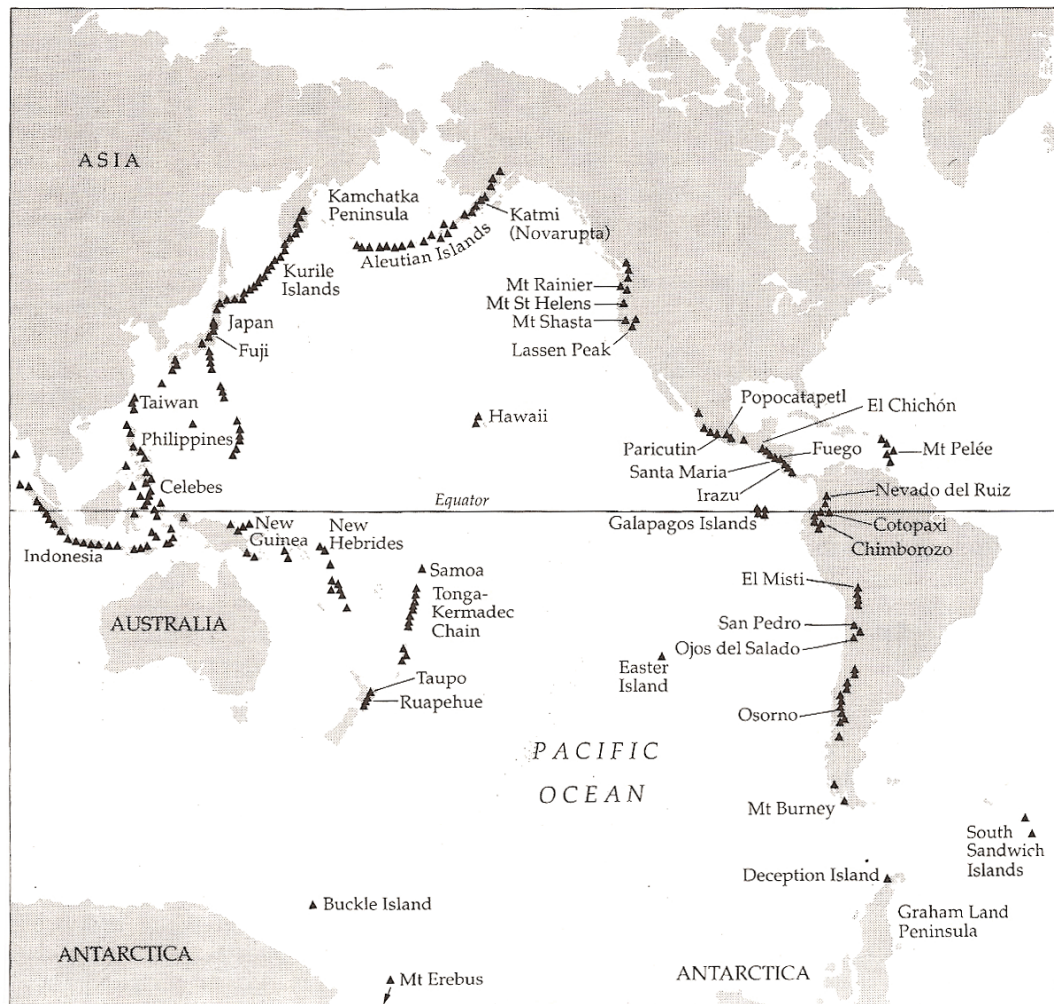 ASIA
Kamchatka
Peninsula
Katmi
(Novarupta)
Aleutian Islands
Kurile
Islands
Mt Rainier
Mt St Helens
Mt Shasta
Lassen Peak
Japan
Fuji
Taiwan
Hawaii
Popocatapetl
El Chichón
Philippines
Paricutin
Fuego
Mt Pelée
Santa Maria
Irazu
Celebes
Nevado del Ruiz
Equator
Galapagos Islands
Cotopaxi
New
Guinea
New
Hebrides
Chimborozo
Indonesia
Samoa
El Misti
Tonga-
Kermadec
Chain
AUSTRALIA
San Pedro
Ojos del Salado
Easter
Island
Taupo
Ruapehue
Osorno
PACIFIC
OCEAN
Mt Burney
South
Sandwich
Islands
Deception Island
Buckle Island
Graham Land
Peninsula
ANTARCTICA
Mt Erebus
ANTARCTICA